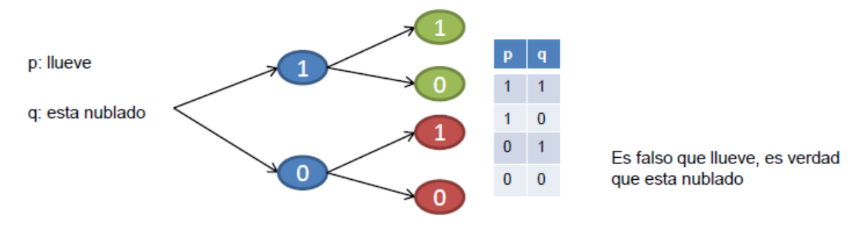 p: llueve
q: esta nublado
1
0
1
0
1
0
p q
1 1
1 0
0 1
0 0
Es falso que llueve, es verdad
que esta nublado